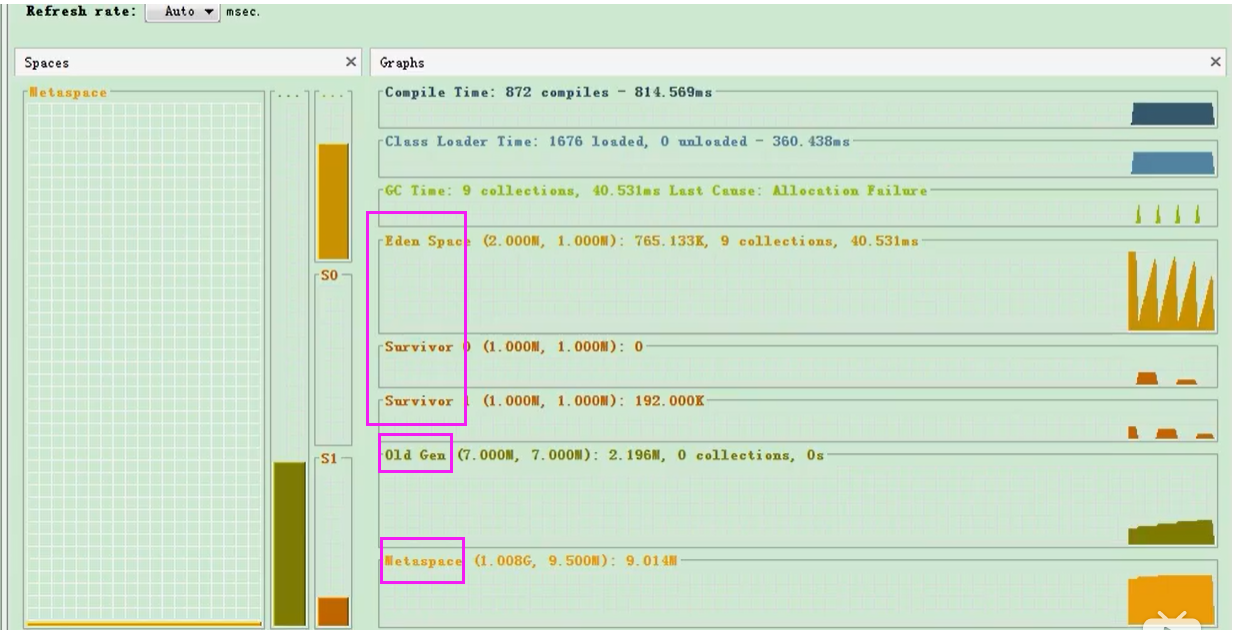 Refresh rate: Auto msec.
Spaces
Graphs
Metaspace
...
...
S0
S1
Compile Time: 872 compiles - 814.569ms
Class Loader Time: 1676 loaded, 0 unloaded - 360.438ms
GC Time: 9 collections, 40.531ms Last Cause: Allocation Failure
Eden Space (2.000M, 1.000M): 765.133K, 9 collections, 40.531ms
Survivor 0 (1.000M, 1.000M): 0
Survivor 1 (1.000M, 1.000M): 192.000K
Old Gen (7.000M, 7.000M): 2.196M, 0 collections, 0s
Metaspace (1.008G, 9.500M): 9.014M